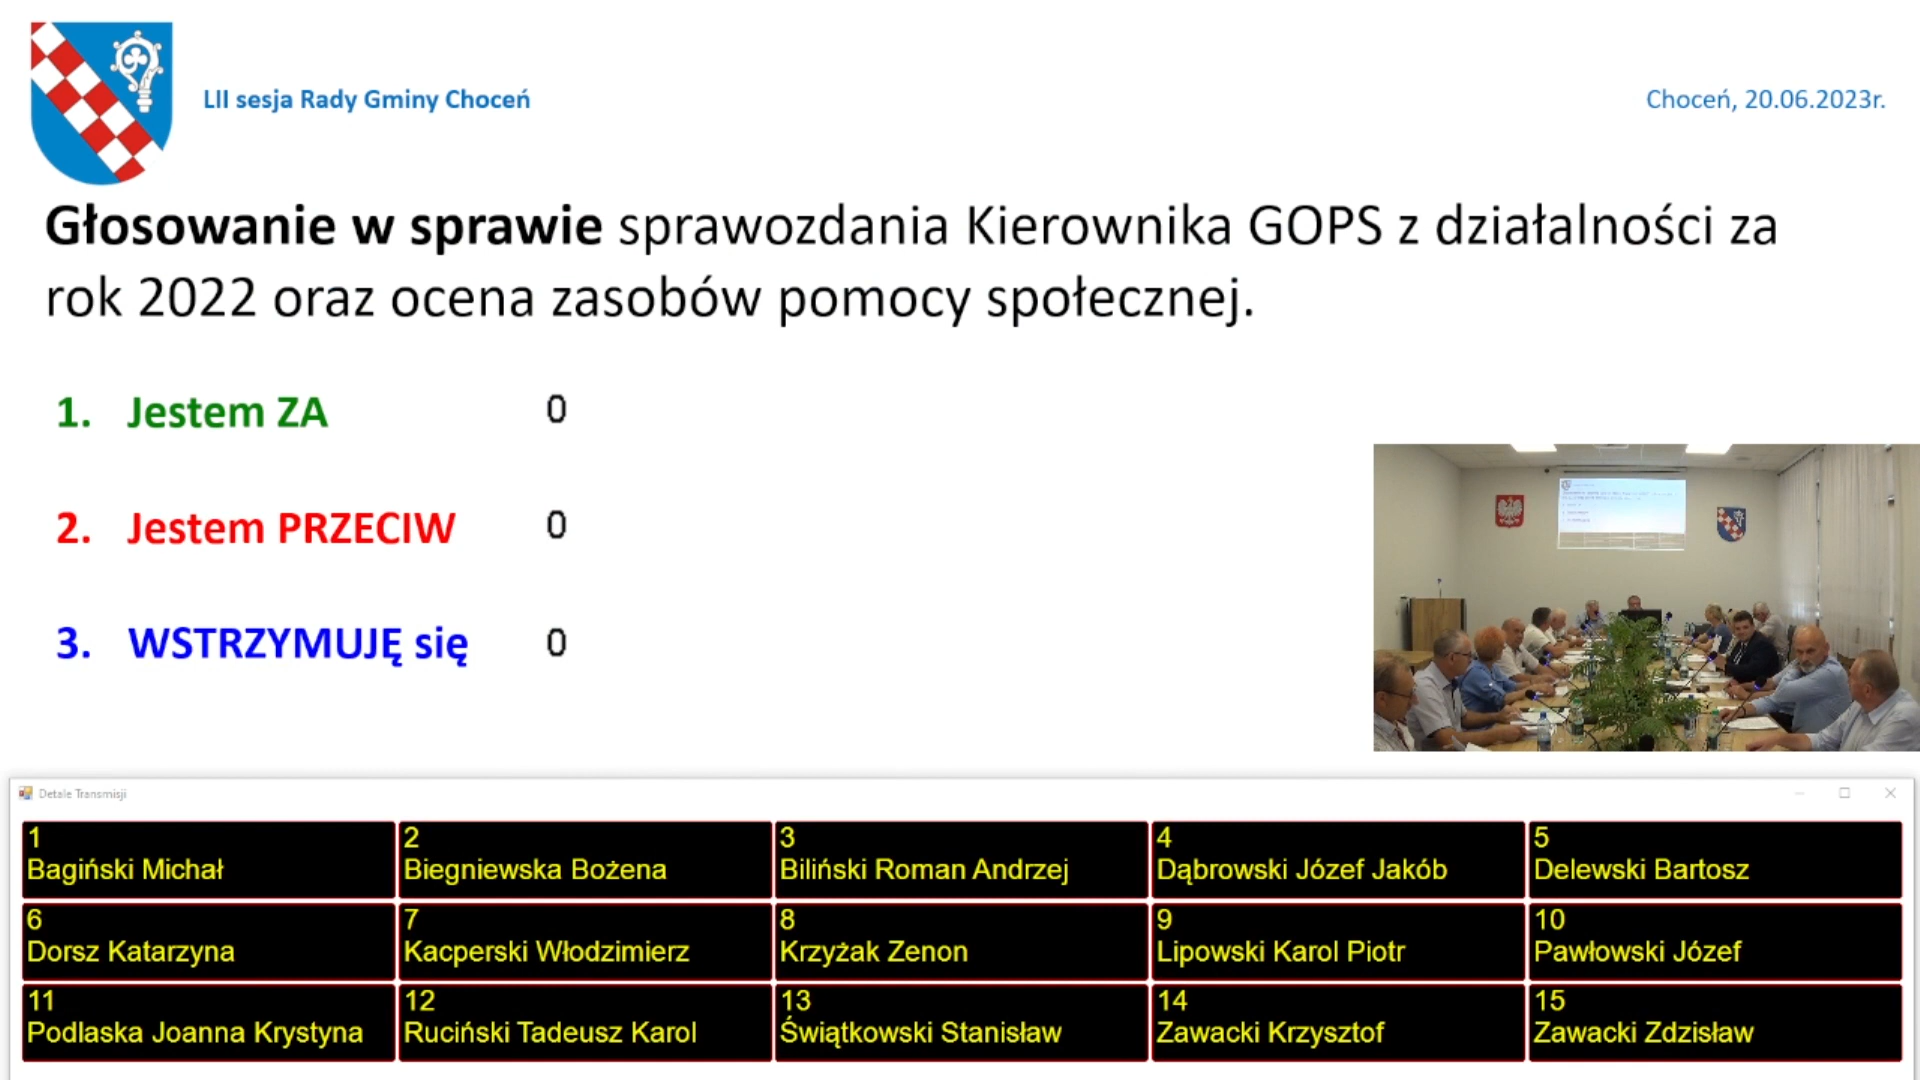 LII sesja Rady Gminy Choceń
Choceń, 20.06.2023r.
Głosowanie w sprawie sprawozdania Kierownika GOPS z działalności za
rok 2022 oraz ocena zasobów pomocy społecznej.
1. Jestem ZA 0
2. Jestem PRZECIW 0
3. WSTRZYMUJĘ się 0
Detale Transmisji
1
Bagiński Michał
2
Biegniewska Bożena
3
Biliński Roman Andrzej
4
Dąbrowski Józef Jakób
5
Delewski Bartosz
6
Dorsz Katarzyna
7
Kacperski Włodzimierz
8
Krzyżak Zenon
9
Lipowski Karol Piotr
10
Pawłowski Józef
11
Podlaska Joanna Krystyna
12
Ruciński Tadeusz Karol
13
Świątkowski Stanisław
14
Zawacki Krzysztof
15
Zawacki Zdzisław